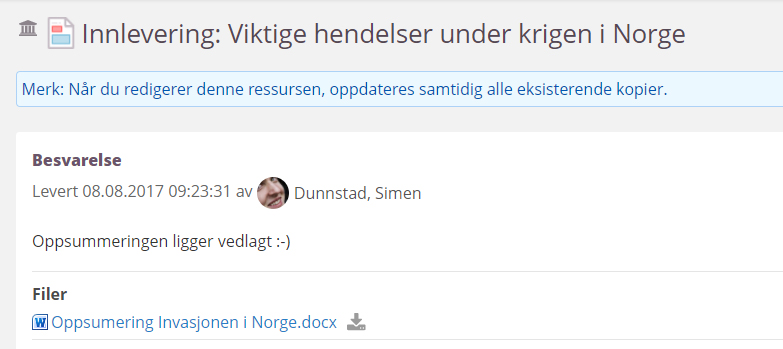 Innlevering: Viktige hendelser under krigen i Norge
Merk: Når du redigerer denne ressursen, oppdateres samtidig alle eksisterende kopier.
Besvarelse
Levert 08.08.2017 09:23:31 av Dunnstad, Simen
Oppsummeringen ligger vedlagt :-)
Filer
Oppsumering Invasjonen i Norge.docx